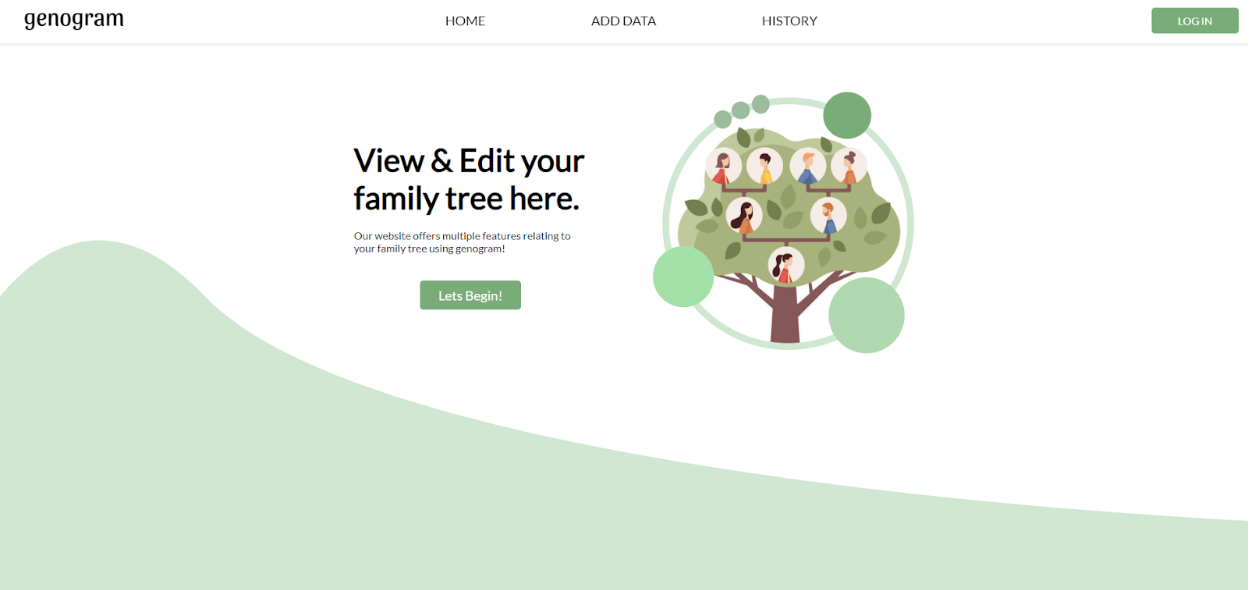 genogram
HOME
ADD DATA
HISTORY
LOG IN
View & Edit your
family tree here.
Our website offers multiple features relating to
your family tree using genogram!
Lets Begin!